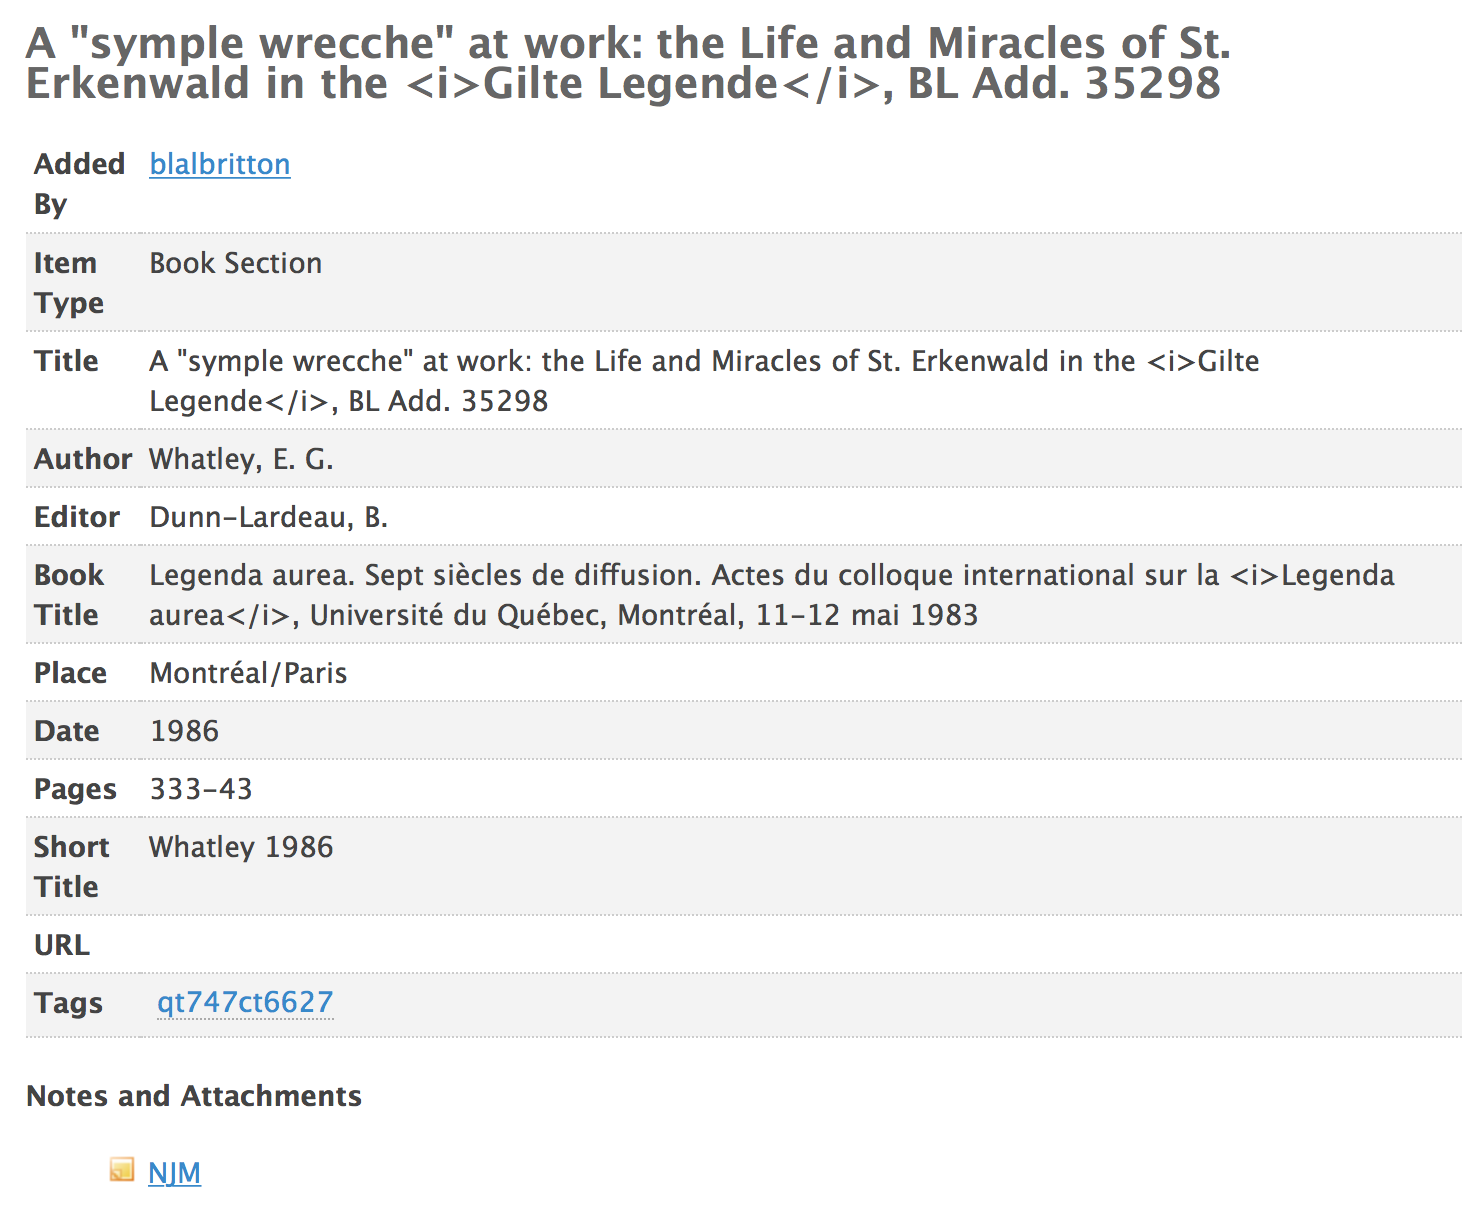 A "symple wrecche" at work: the Life and Miracles of St.
Erkenwald in the <i>Gilte Legende</i>, BL Add. 35298
Added By blalbritton
Item Type Book Section
Title A "symple wrecche" at work: the Life and Miracles of St. Erkenwald in the <i>Gilte
Legende</i>, BL Add. 35298
Author Whatley, E. G.
Editor Dunn-Lardeau, B.
Book Title Legenda aurea. Sept siècles de diffusion. Actes du colloque international sur la <i>Legenda
aurea</i>, Université du Québec, Montréal, 11-12 mai 1983
Place Montréal/Paris
Date 1986
Pages 333-43
Short Title Whatley 1986
URL
Tags qt747ct6627
Notes and Attachments
NJM